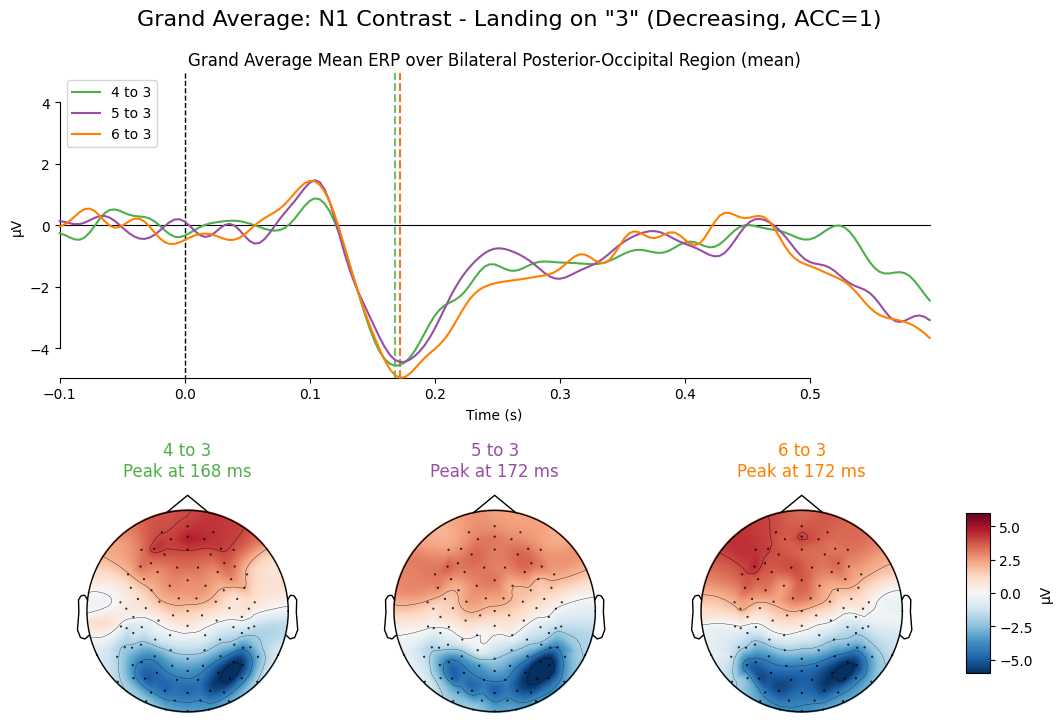 Grand Average: N1 Contrast - Landing on "3" (Decreasing, ACC=1)
Grand Average Mean ERP over Bilateral Posterior-Occipital Region (mean)
4 to 3
5 to 3
6 to 3
µV
4
2
0
−2
−4
−0.1 0.0 0.1 0.2 0.3 0.4 0.5
Time (s)
4 to 3
Peak at 168 ms
5 to 3
Peak at 172 ms
6 to 3
Peak at 172 ms
5.0
2.5
0.0
−2.5
−5.0
µV